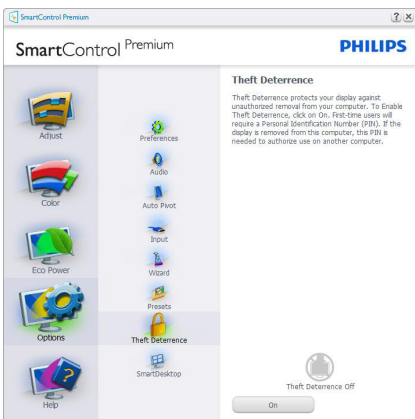 SmartControl Premium
SmartControl Premium
PHILIPS
Adjust
Color
Eco Power
Options
Help
Preferences
Audio
Auto Pivot
Input
Wizard
Presets
Theft Deterrence
SmartDesktop
Theft Deterrence
Theft Deterrence protects your display against
unauthorized removal from your computer. To Enable
Theft Deterrence, click on On. First-time users will
require a Personal Identification Number (PIN). If the
display is removed from this computer, this PIN is
needed to authorize use on another computer.
Theft Deterrence Off
On